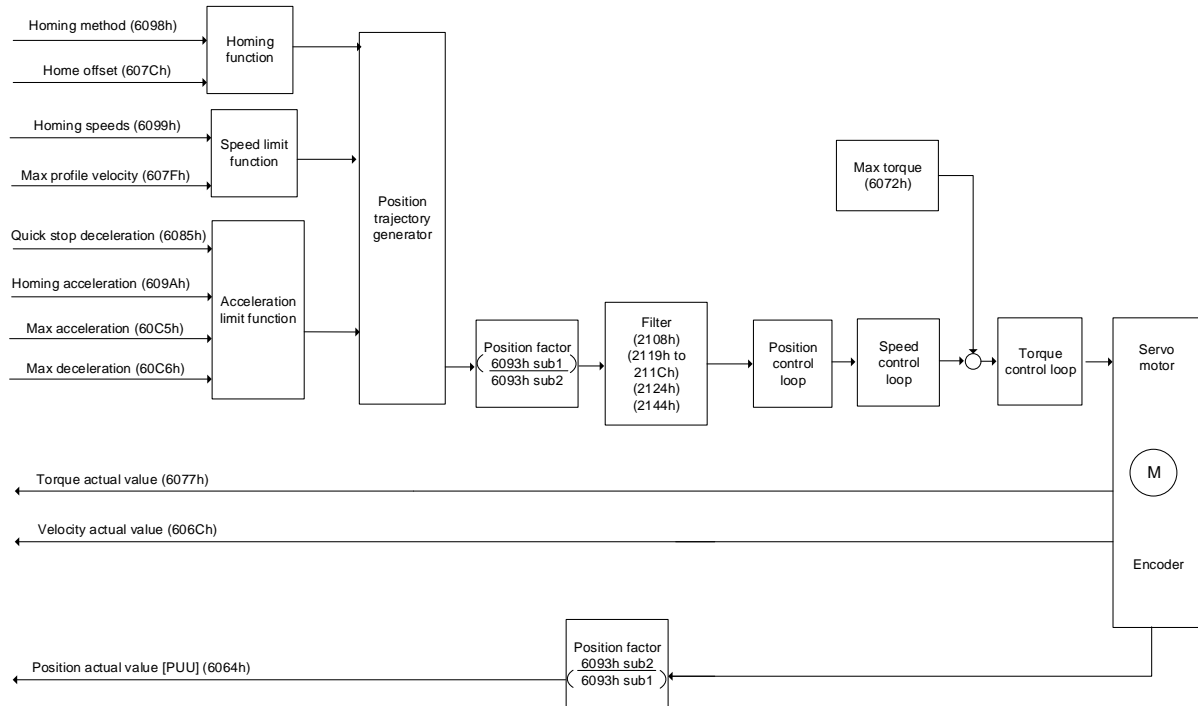 Homing method (6098h)
Home offset (607Ch)
Homing
function
Homing speeds (6099h)
Max profile velocity (607Fh)
Speed limit
function
Quick stop deceleration (6085h)
Homing acceleration (609Ah)
Max acceleration (60C5h)
Max deceleration (60C6h)
Acceleration
limit function
Position
trajectory
generator
Position factor
(6093h sub1
6093h sub2)
Filter
(2108h)
(2119h to
211Ch)
(2124h)
(2144h)
Position
control
loop
Speed
control
loop
Max torque
(6072h)
Torque
control loop
Servo
motor
M
Encoder
Torque actual value (6077h)
Velocity actual value (606Ch)
Position factor
(6093h sub2
6093h sub1)
Position actual value [PUU] (6064h)